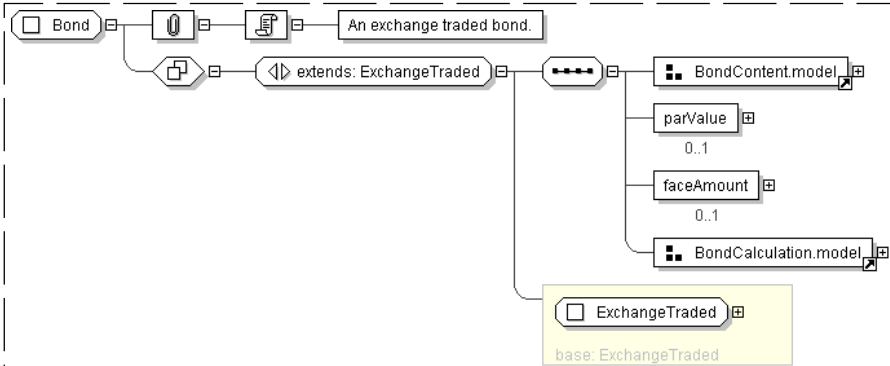 Bond
An exchange traded bond.
extends: ExchangeTraded
BondContent.model
parValue
0..1
faceAmount
0..1
BondCalculation.model
ExchangeTraded
base: ExchangeTraded